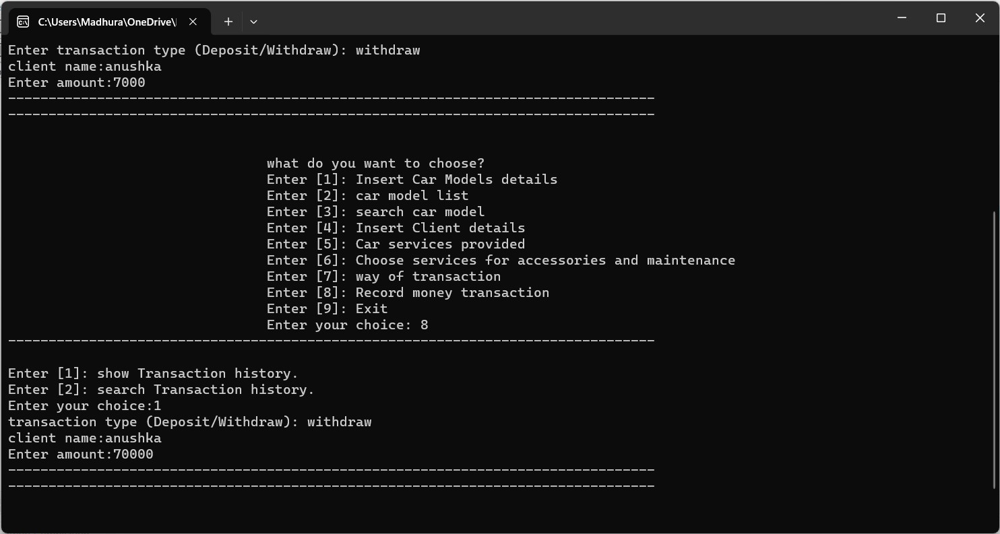 C:\Users\Madhura\OneDrive\
Enter transaction type (Deposit/Withdraw): withdraw
client name:anushka
Enter amount:7000
--------------------------------------------------------------------------------
--------------------------------------------------------------------------------
what do you want to choose?
Enter [1]: Insert Car Models details
Enter [2]: car model list
Enter [3]: search car model
Enter [4]: Insert Client details
Enter [5]: Car services provided
Enter [6]: Choose services for accessories and maintenance
Enter [7]: way of transaction
Enter [8]: Record money transaction
Enter [9]: Exit
Enter your choice: 8
--------------------------------------------------------------------------------
Enter [1]: show Transaction history.
Enter [2]: search Transaction history.
Enter your choice:1
transaction type (Deposit/Withdraw): withdraw
client name:anushka
Enter amount:70000
--------------------------------------------------------------------------------
--------------------------------------------------------------------------------